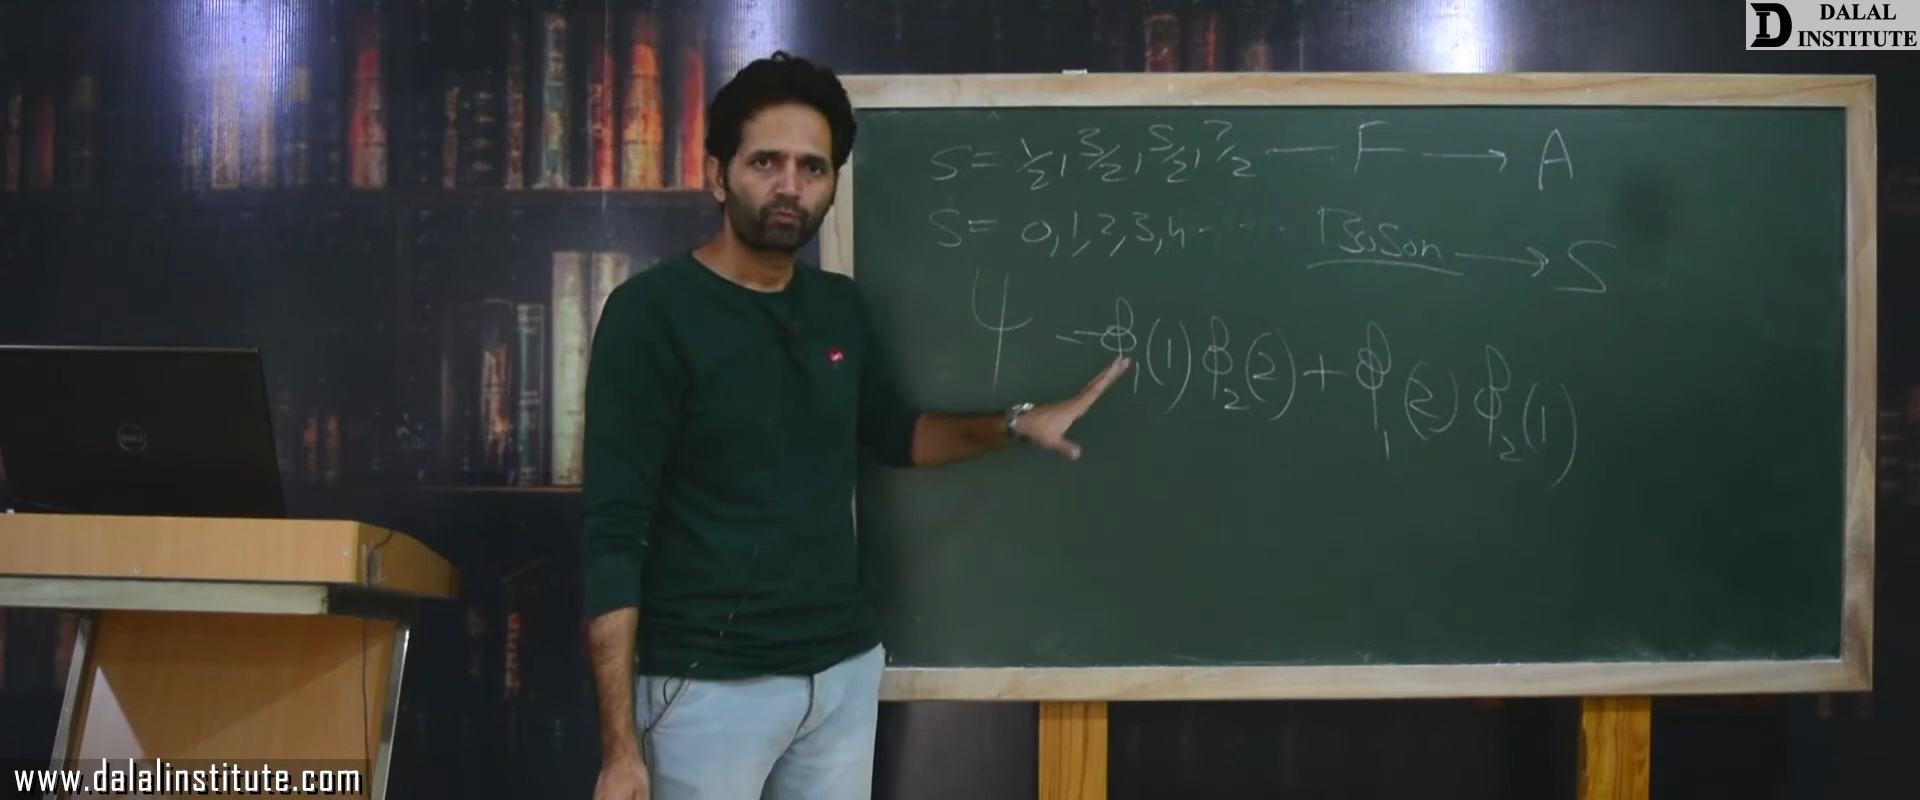 DALAL
INSTITUTE
S = 1/2, 3/2, 5/2, 7/2 — F → A
S = 0, 1, 2, 3, 4 ..... Boson → S
Ψ = φ₁(1) φ₂(2) + φ₁(2) φ₂(1)
DELL
www.dalalinstitute.com